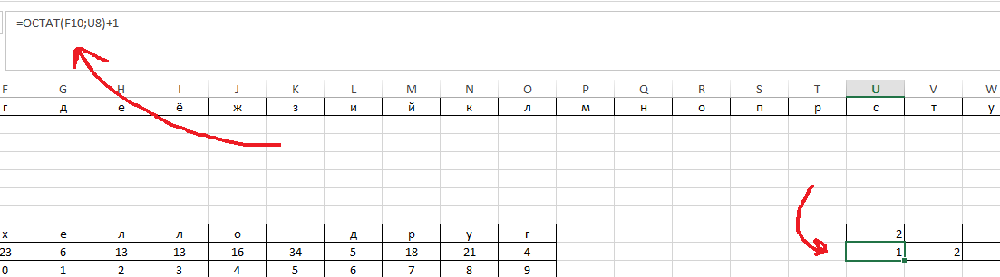 =ОСТАТ(F10;U8)+1
F G H I J K L M N O P Q R S T U V W
г д е ё ж з и й к л м н о п р с т у
х е л л о д р у г 2
23 6 13 13 16 34 5 18 21 4 1 2
0 1 2 3 4 5 6 7 8 9